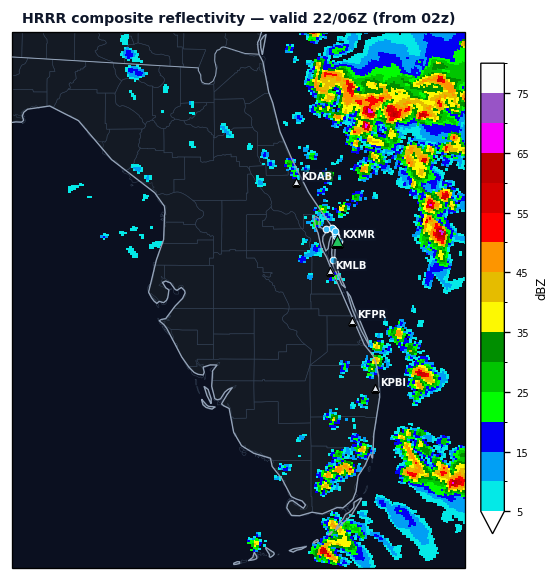 HRRR composite reflectivity — valid 22/06Z (from 02z)
KDAB
KXMR
KMLB
KFPR
KPBI
75
65
55
45
35
25
15
5
dBZ